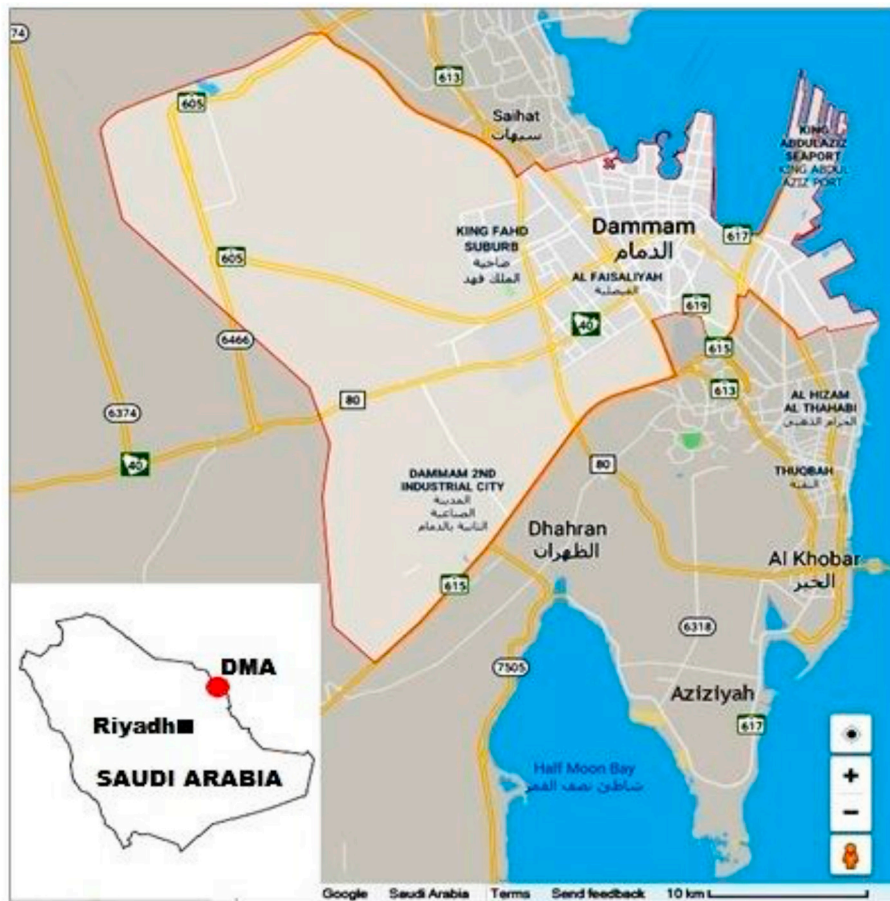 74
613
605
Saihat
سيهات
KING
ABDULAZIZ
SEAPORT
KING ABDUL
AZIZ PORT
KING FAHD
SUBURB
ضاحية
الملك فهد
Dammam
الدمام
617
605
AL FAISALIYAH
الفيصلية
619
40
6466
615
613
80
6374
AL HIZAM
AL THAHABI
الحزام الذهبي
40
80
THUQBAH
الثقبة
DAMMAM 2ND
INDUSTRIAL CITY
المدينة
الصناعية
الثانية بالدمام
Dhahran
الظهران
Al Khobar
الخبر
615
6318
7505
Aziziyah
617
DMA
Riyadh
SAUDI ARABIA
Half Moon Bay
شاطئ نصف القمر
+
−
Google Saudi Arabia Terms Send feedback 10 km